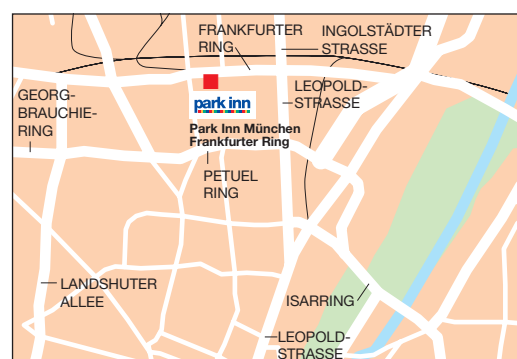 FRANKFURTER
RING
INGOLSTÄDTER
STRASSE
GEORG-
BRAUCHIE-
RING
park inn
LEOPOLD-
STRASSE
Park Inn München
Frankfurter Ring
PETUEL
RING
LANDSHUTER
ALLEE
ISARRING
LEOPOLD-
STRASSE